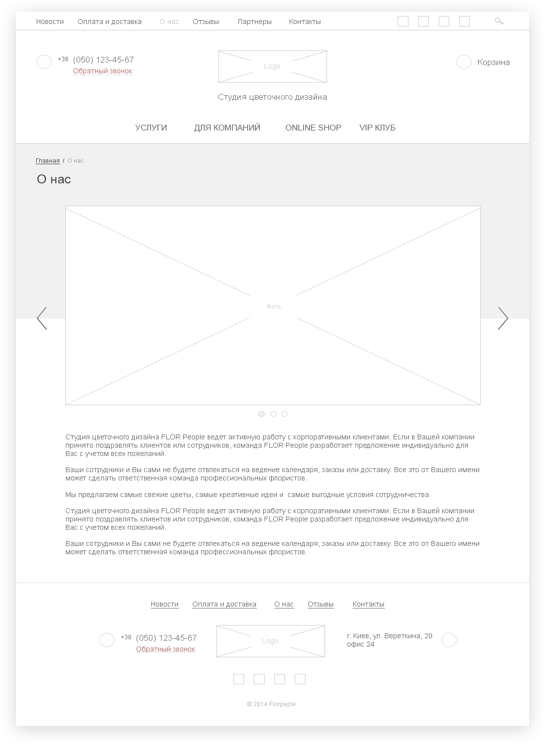 Новости Оплата и доставка О нас Отзывы Партнеры Контакты
+38 (050) 123-45-67
Обратный звонок
Logo
Корзина
Студия цветочного дизайна
УСЛУГИ ДЛЯ КОМПАНИЙ ONLINE SHOP VIP КЛУБ
Главная / О нас
О нас
Фото
Студия цветочного дизайна FLOR People ведет активную работу с корпоративными клиентами. Если в Вашей компании
принято поздравлять клиентов или сотрудников, команда FLOR People разработает предложение индивидуально для
Вас с учетом всех пожеланий.
Ваши сотрудники и Вы сами не будете отвлекаться на ведение календаря, заказы или доставку. Все это от Вашего имени
может сделать ответственная команда профессиональных флористов.
Мы предлагаем самые свежие цветы, самые креативные идеи и самые выгодные условия сотрудничества.
Студия цветочного дизайна FLOR People ведет активную работу с корпоративными клиентами. Если в Вашей компании
принято поздравлять клиентов или сотрудников, команда FLOR People разработает предложение индивидуально для
Вас с учетом всех пожеланий.
Ваши сотрудники и Вы сами не будете отвлекаться на ведение календаря, заказы или доставку. Все это от Вашего имени
может сделать ответственная команда профессиональных флористов.
Новости Оплата и доставка О нас Отзывы Контакты
+38 (050) 123-45-67
Обратный звонок
Logo
г. Киев, ул. Вереткина, 28
офис 24
© 2014 Florpeple